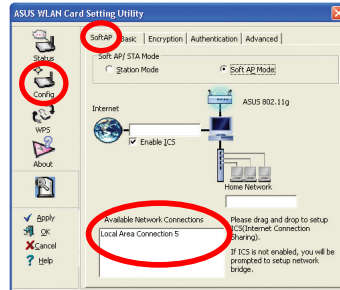 ASUS WLAN Card Setting Utility
Status
Config
WPS
About
Apply
OK
Cancel
Help
SoftAP Basic Encryption Authentication Advanced
Soft AP/ STA Mode
Station Mode Soft AP Mode
Internet
ASUS 802.11g
Enable ICS
Home Network
Available Network Connections
Local Area Connection 5
Please drag and drop to setup
ICS(Internet Connection
Sharing).
If ICS is not enabled, you will be
prompted to setup network
bridge.